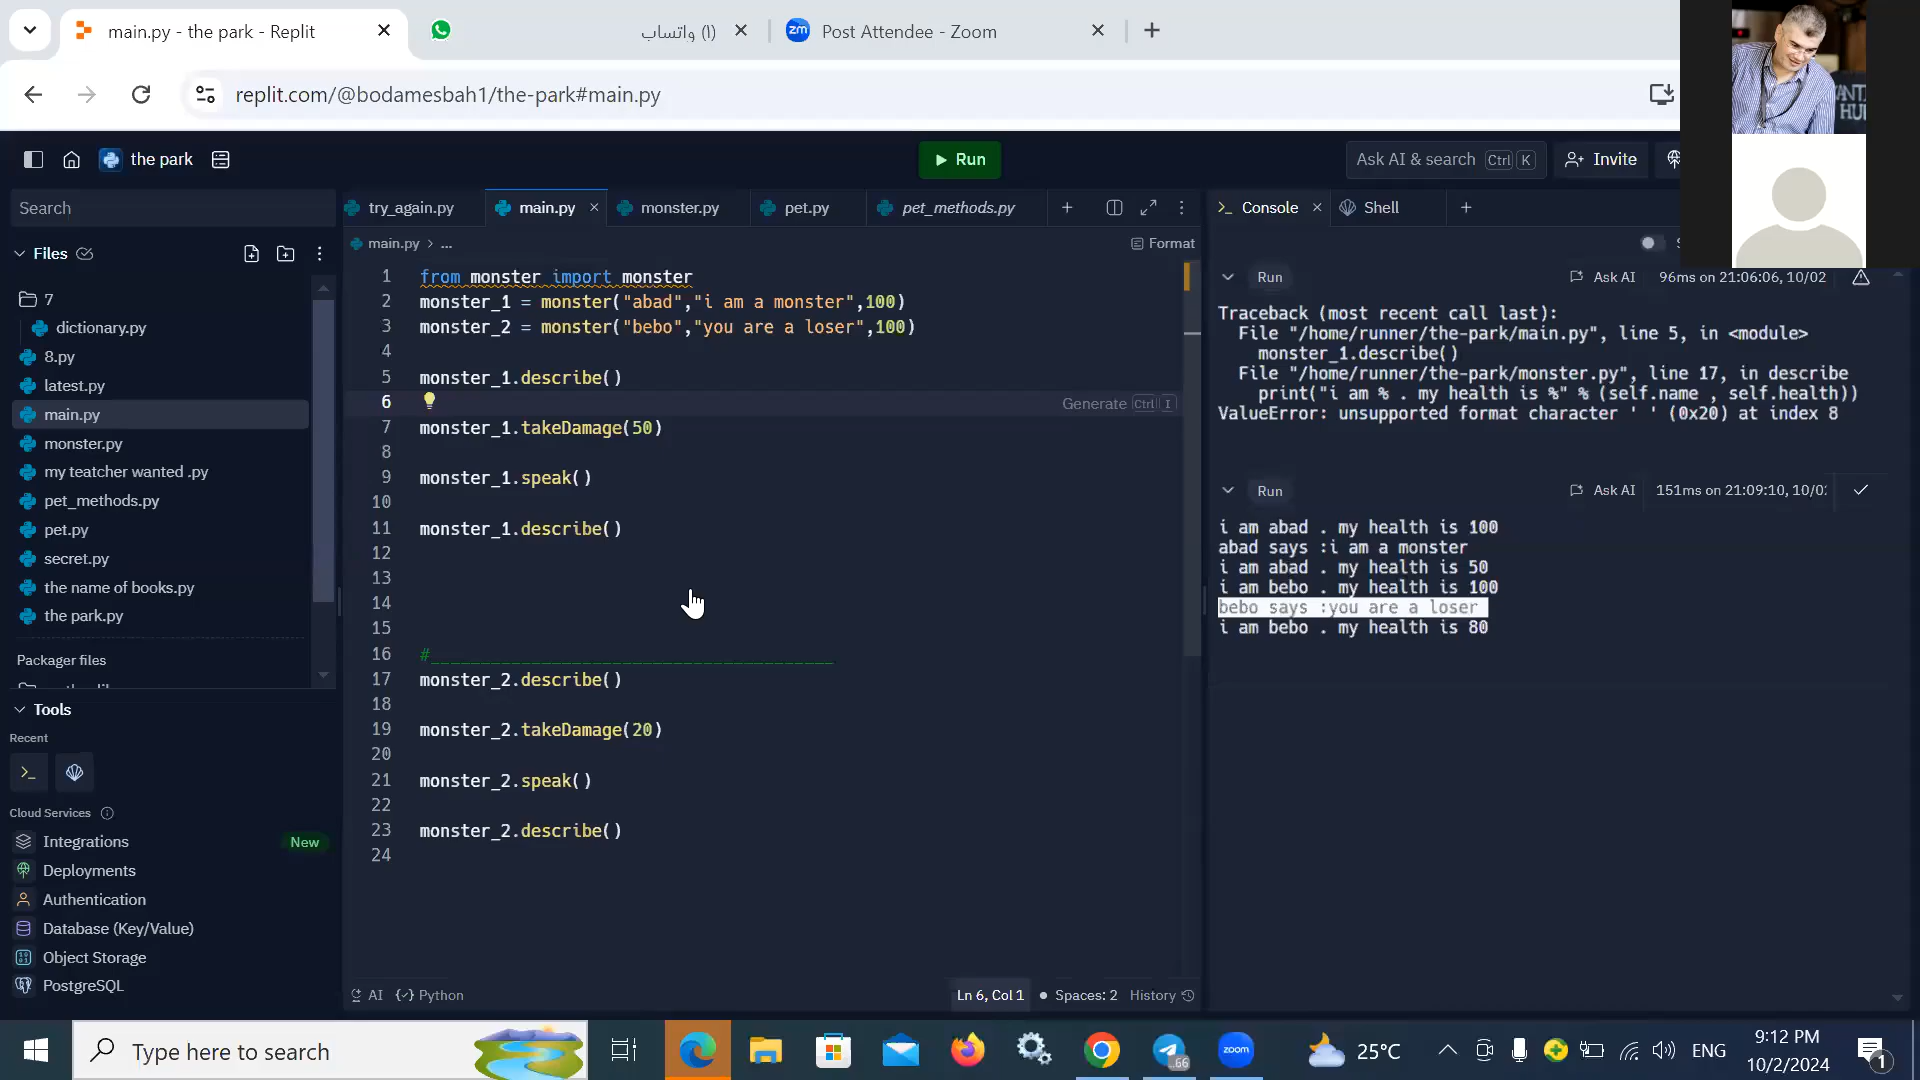 main.py - the park - Replit
(١) واتساب
zm Post Attendee - Zoom
replit.com/@bodamesbah1/the-park#main.py
the park
Run
Ask AI & search Ctrl K
Invite
Search
try_again.py
main.py
monster.py
pet.py
pet_methods.py
Console
Shell
Files
main.py > ...
Format
7
dictionary.py
8.py
latest.py
main.py
monster.py
my teatcher wanted .py
pet_methods.py
pet.py
secret.py
the name of books.py
the park.py
Packager files
Tools
Recent
Cloud Services
Integrations New
Deployments
Authentication
Database (Key/Value)
Object Storage
PostgreSQL
1 from monster import monster
2 monster_1 = monster("abad","i am a monster",100)
3 monster_2 = monster("bebo","you are a loser",100)
4
5 monster_1.describe()
6 Generate Ctrl I
7 monster_1.takeDamage(50)
8
9 monster_1.speak()
10
11 monster_1.describe()
12
13
14
15
16 #________________________________________
17 monster_2.describe()
18
19 monster_2.takeDamage(20)
20
21 monster_2.speak()
22
23 monster_2.describe()
24
AI Python
Ln 6, Col 1 Spaces: 2 History
Run Ask AI 96ms on 21:06:06, 10/02
Traceback (most recent call last):
File "/home/runner/the-park/main.py", line 5, in <module>
monster_1.describe()
File "/home/runner/the-park/monster.py", line 17, in describe
print("i am % . my health is %" % (self.name , self.health))
ValueError: unsupported format character ' ' (0x20) at index 8
Run Ask AI 151ms on 21:09:10, 10/0
i am abad . my health is 100
abad says :i am a monster
i am abad . my health is 50
i am bebo . my health is 100
bebo says :you are a loser
i am bebo . my health is 80
Type here to search
66
zoom
25°C
ENG
9:12 PM
10/2/2024
1